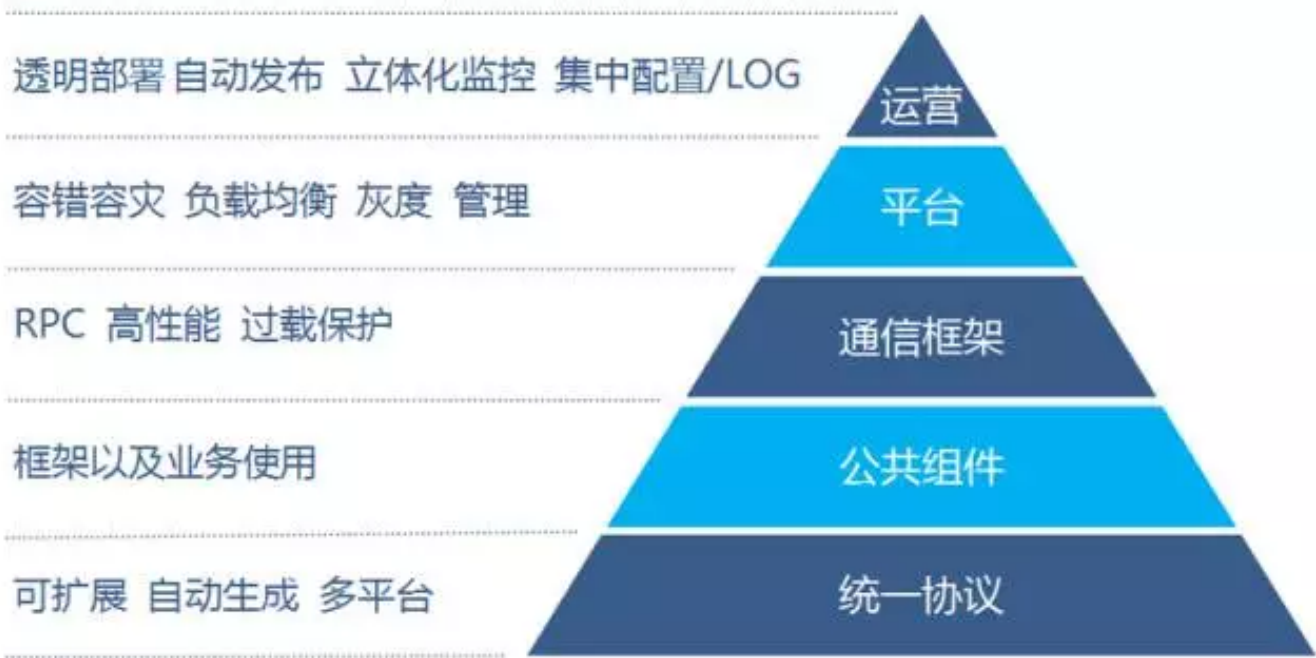 透明部署 自动发布 立体化监控 集中配置/LOG
运营
容错容灾 负载均衡 灰度 管理
平台
RPC 高性能 过载保护
通信框架
框架以及业务使用
公共组件
可扩展 自动生成 多平台
统一协议